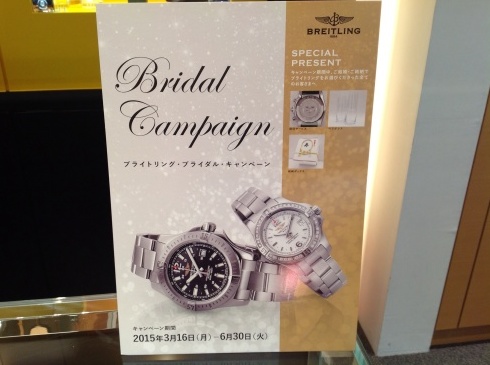 BREITLING
1884
SPECIAL
PRESENT
Bridal
Campaign
ブライトリング・ブライダル・キャンペーン
キャンペーン期間
2015年3月16日(月)−6月30日(火)